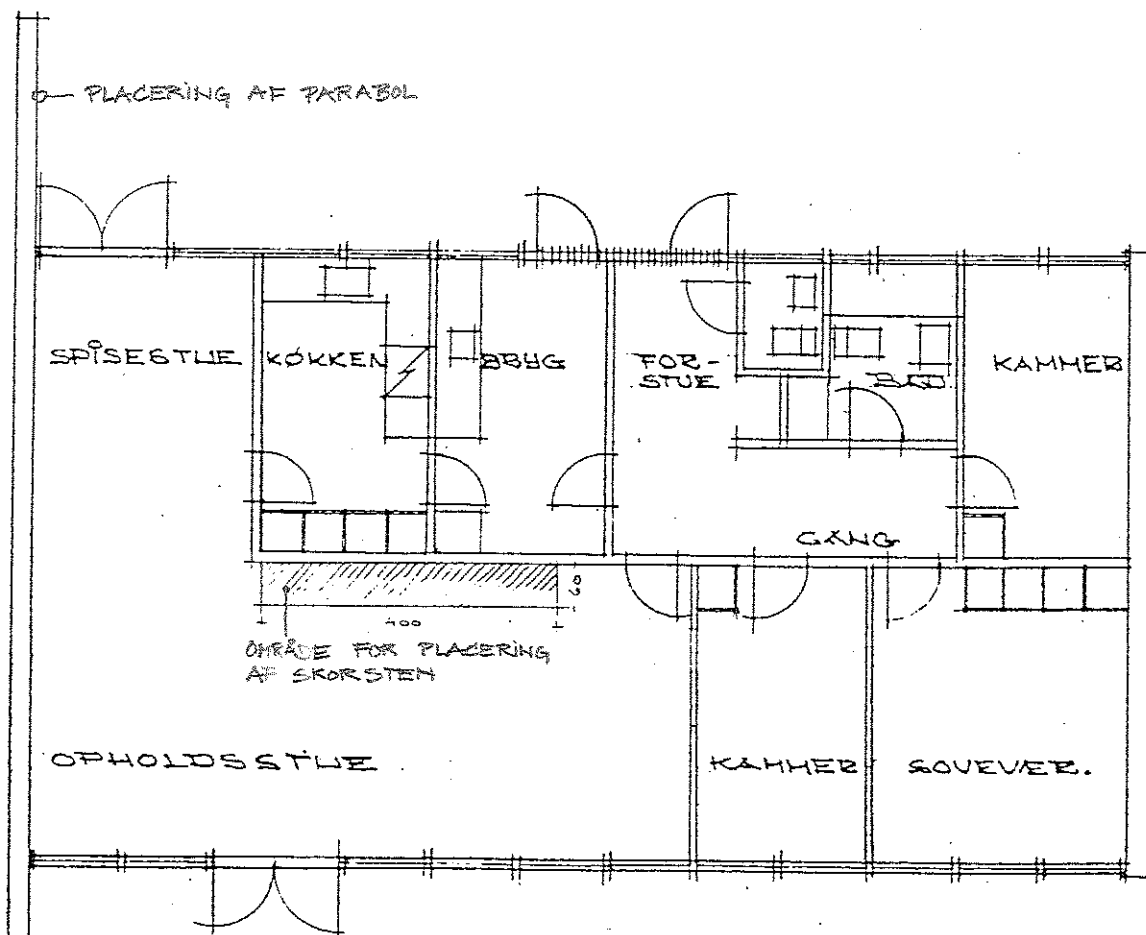 PLACERING AF PARABOL
SPISESTUE
KØKKEN
BRYG
FOR-
STUE
BAD
KAMMER
GANG
60
400
OMRÅDE FOR PLACERING
AF SKORSTEN
OPHOLDSSTUE
KAMMER
SOVEVÆR.